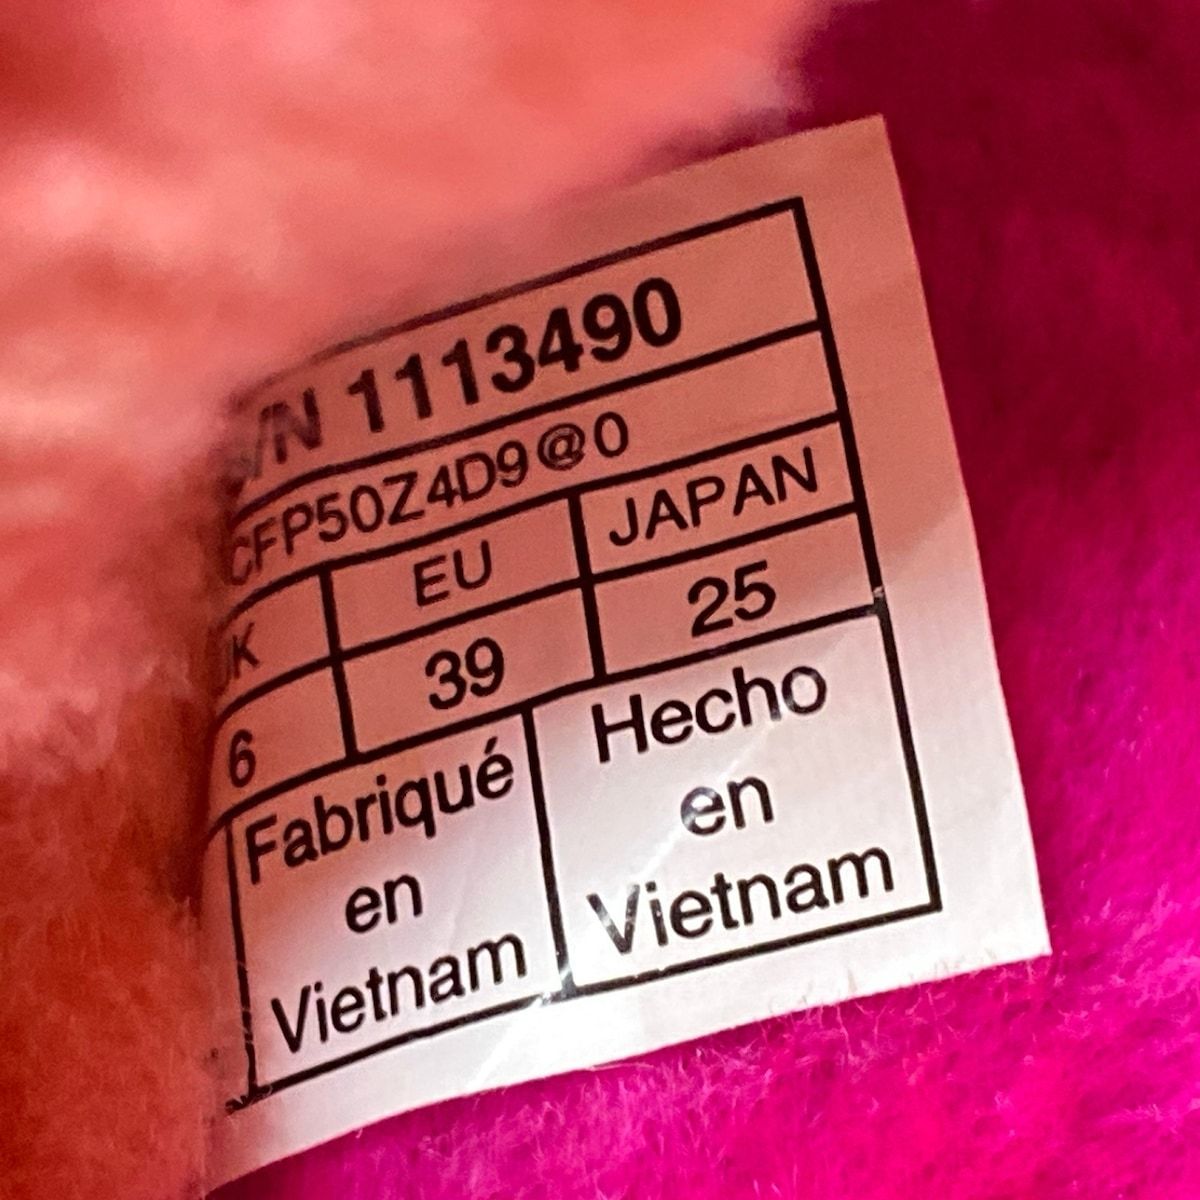 /N 1113490
CFP50Z4D9@0
K EU JAPAN
6 39 25
Fabriqué
en
Vietnam
Hecho
en
Vietnam